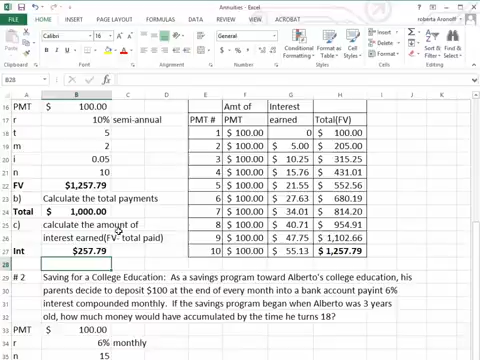 Annuities - Excel
roberta Aronoff
FILE HOME INSERT PAGE LAYOUT FORMULAS DATA REVIEW VIEW ACROBAT
Calibri 16
B I U
Paste
Clipboard Font Alignment Number Styles Cells Editing
Conditional Formatting Format as Table Cell Styles
Insert Delete Format
Sort & Filter Find & Select
B28 fx
A B C D E F G H I
16 PMT $ 100.00 Amt of Interest
17 r 10% semi-annual PMT # PMT earned Total(FV)
18 t 5 1 $ 100.00 0 $ 100.00
19 m 2 2 $ 100.00 $ 5.00 $ 205.00
20 i 0.05 3 $ 100.00 $ 10.25 $ 315.25
21 n 10 4 $ 100.00 $ 15.76 $ 431.01
22 FV $1,257.79 5 $ 100.00 $ 21.55 $ 552.56
23 b) Calculate the total payments 6 $ 100.00 $ 27.63 $ 680.19
24 Total $ 1,000.00 7 $ 100.00 $ 34.01 $ 814.20
25 c) calculate the amount of 8 $ 100.00 $ 40.71 $ 954.91
26 interest earned(FV- total paid) 9 $ 100.00 $ 47.75 $ 1,102.66
27 Int $257.79 10 $ 100.00 $ 55.13 $ 1,257.79
28
29 # 2 Saving for a College Education: As a savings program toward Alberto's college education, his
30 parents decide to deposit $100 at the end of every month into a bank account payint 6%
31 interest compounded monthly. If the savings program began when Alberto was 3 years
32 old, how much money would have accumulated by the time he turns 18?
33 PMT $ 100.00
34 r 6% monthly
35 n 15